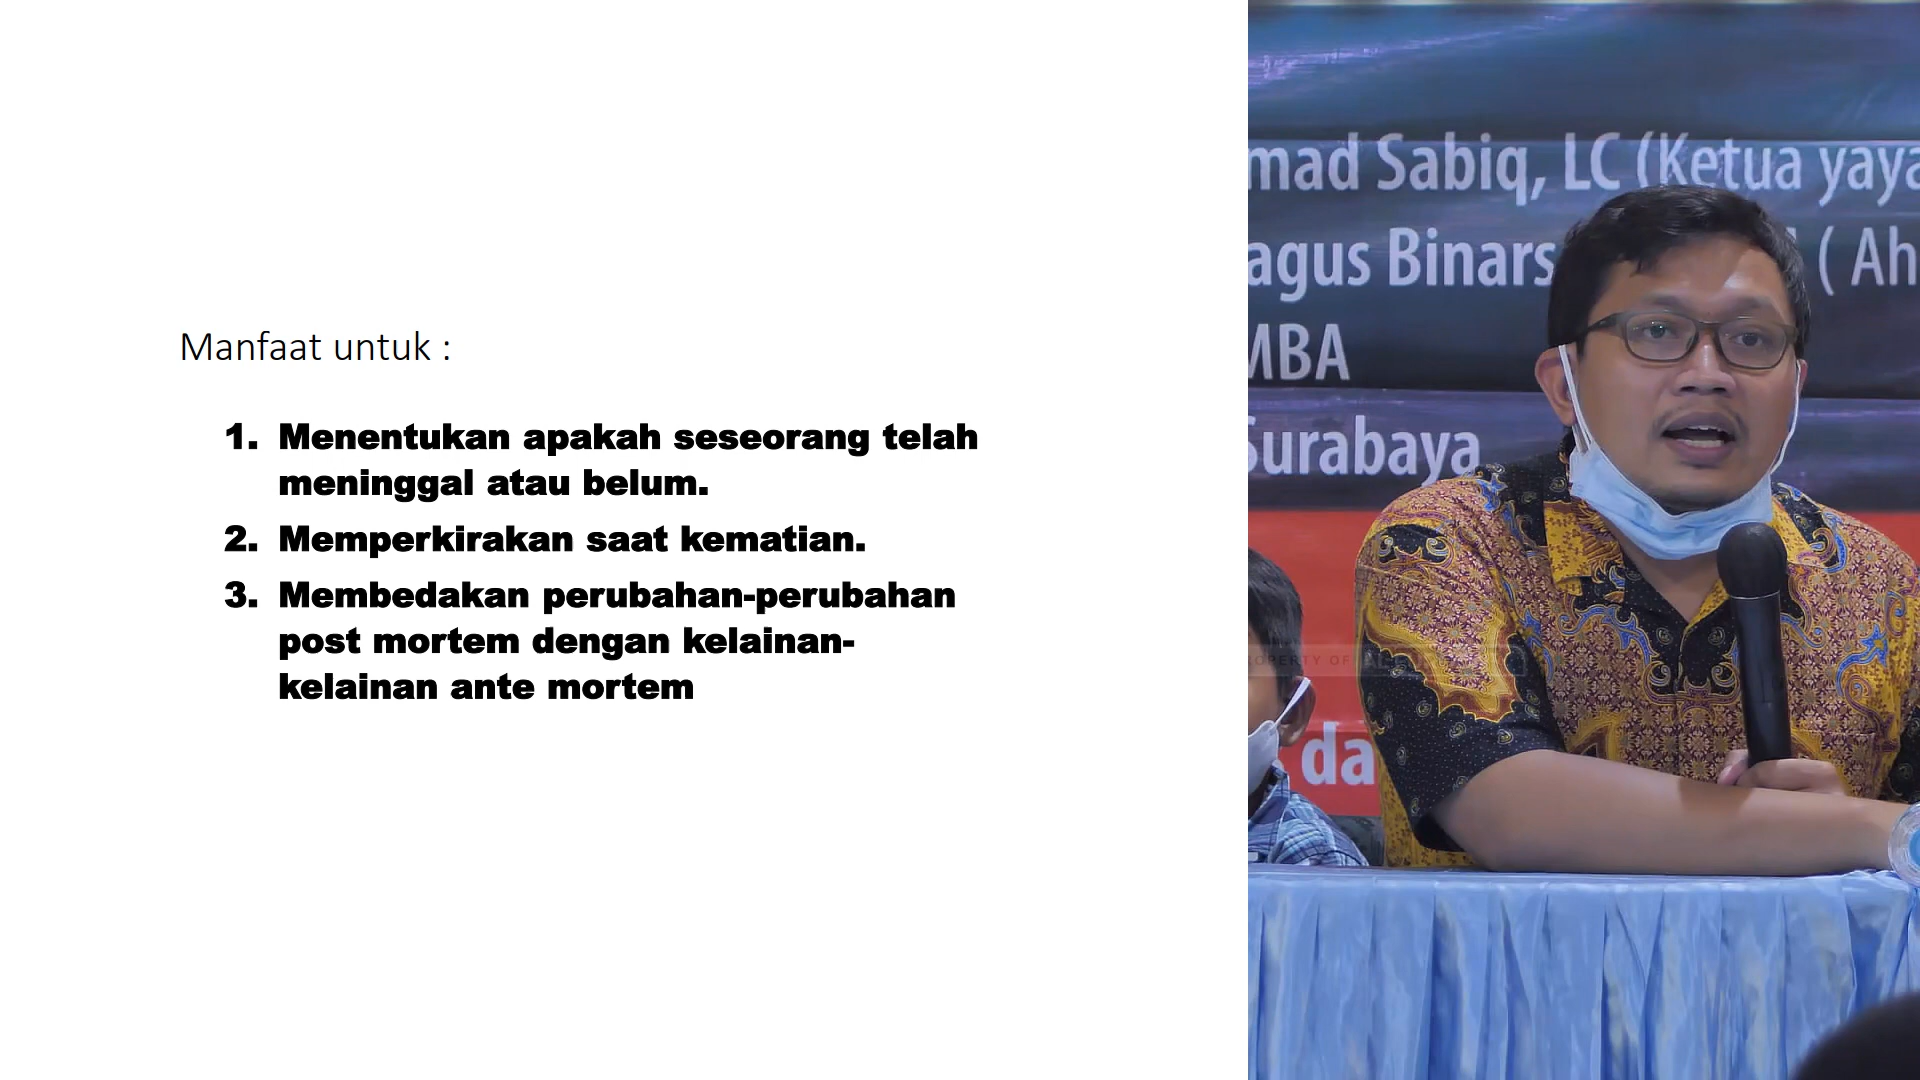 Manfaat untuk :
1. Menentukan apakah seseorang telah
meninggal atau belum.
2. Memperkirakan saat kematian.
3. Membedakan perubahan-perubahan
post mortem dengan kelainan-
kelainan ante mortem
mad Sabiq, LC (Ketua yaya
agus Binars ( Ah
MBA
Surabaya
da